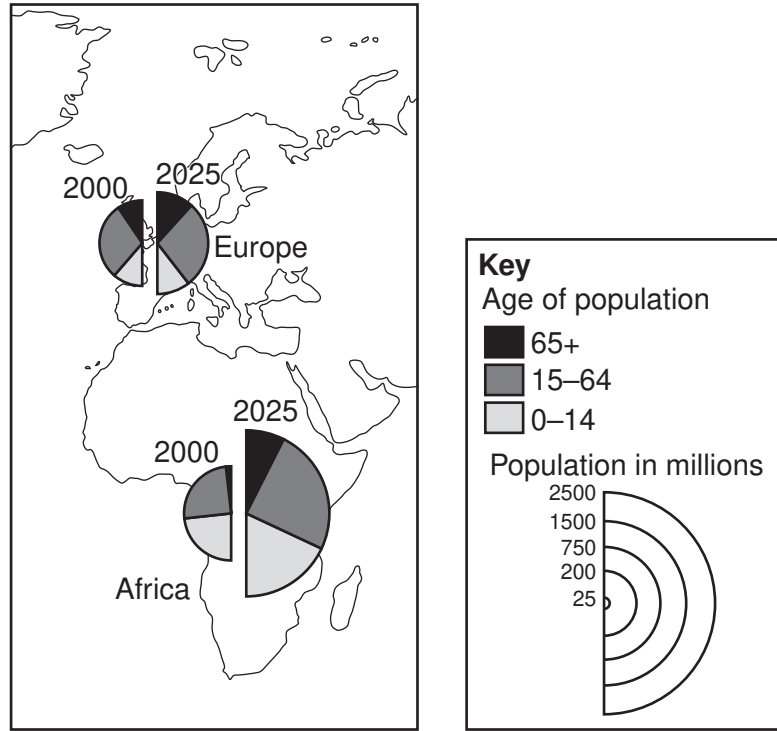 2000
2025
Europe
2025
2000
Africa
Key
Age of population
65+
15–64
0–14
Population in millions
2500
1500
750
200
25